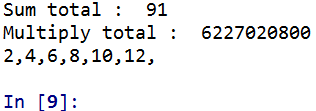 Sum total :  91
Multiply total :  6227020800
2,4,6,8,10,12,
In [9]: